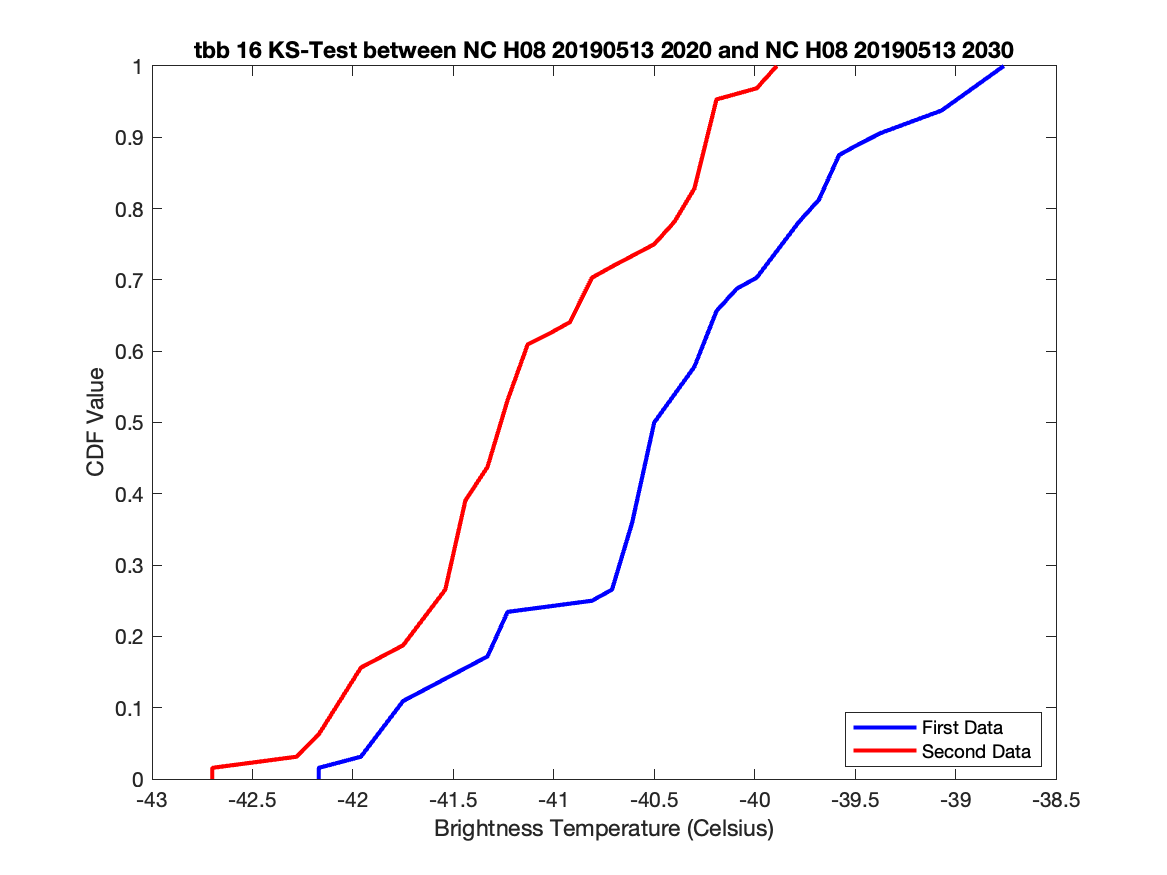 tbb 16 KS-Test between NC H08 20190513 2020 and NC H08 20190513 2030
1
0.9
0.8
0.7
0.6
0.5
0.4
0.3
0.2
0.1
0
CDF Value
First Data
Second Data
-43 -42.5 -42 -41.5 -41 -40.5 -40 -39.5 -39 -38.5
Brightness Temperature (Celsius)